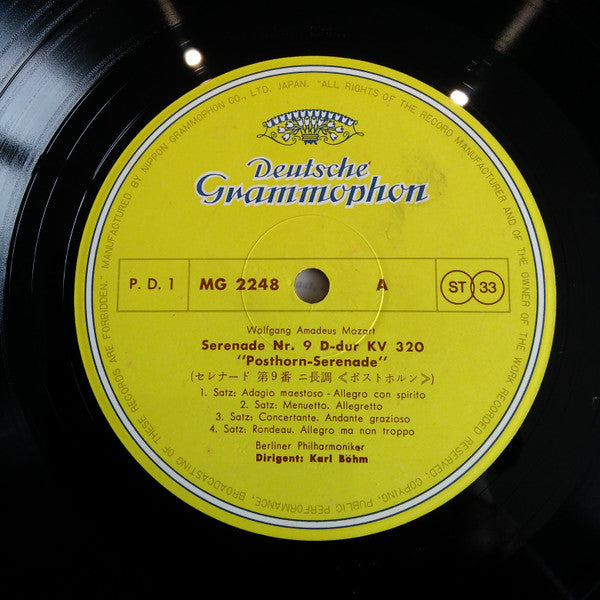 MANUFACTURED BY NIPPON GRAMMOPHON CO., LTD. JAPAN. "ALL RIGHTS OF THE RECORD MANUFACTURER AND OF THE OWNER OF THE WORK RECORDED RESERVED: COPYING, PUBLIC PERFORMANCE, BROADCASTING OF THESE RECORDS ARE FORBIDDEN."
Deutsche
Grammophon
P. D. 1 MG 2248 A ST 33
Wolfgang Amadeus Mozart
Serenade Nr. 9 D-dur KV 320
"Posthorn-Serenade"
(セレナード 第9番 ニ長調 《ポストホルン》)
1. Satz: Adagio maestoso - Allegro con spirito
2. Satz: Menuetto. Allegretto
3. Satz: Concertante. Andante grazioso
4. Satz: Rondeau. Allegro ma non troppo
Berliner Philharmoniker
Dirigent: Karl Böhm